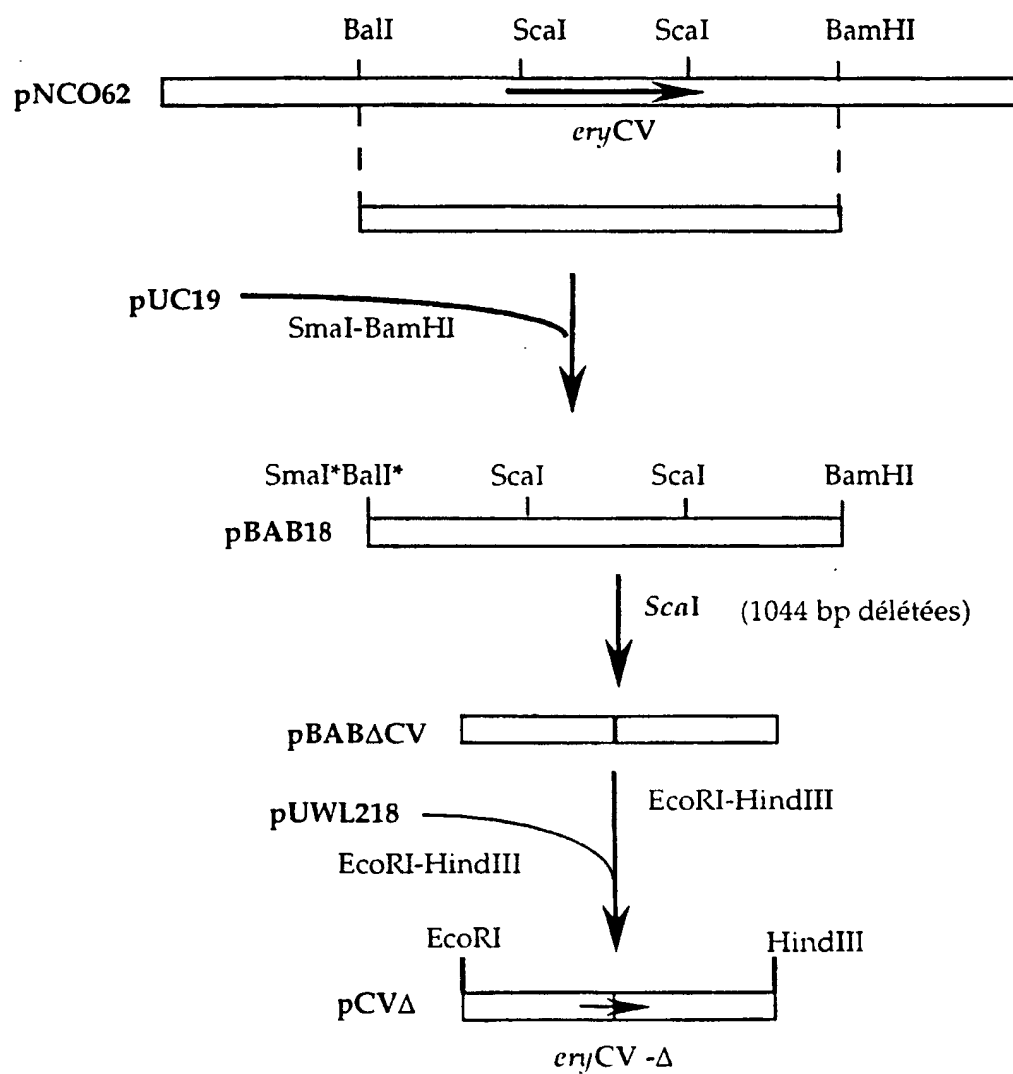 BalI ScaI ScaI BamHI
pNCO62
eryCV
pUC19
SmaI-BamHI
SmaI*BalI* ScaI ScaI BamHI
pBAB18
ScaI (1044 bp délétées)
pBABΔCV
EcoRI-HindIII
pUWL218
EcoRI-HindIII
EcoRI HindIII
pCVΔ
eryCV -Δ